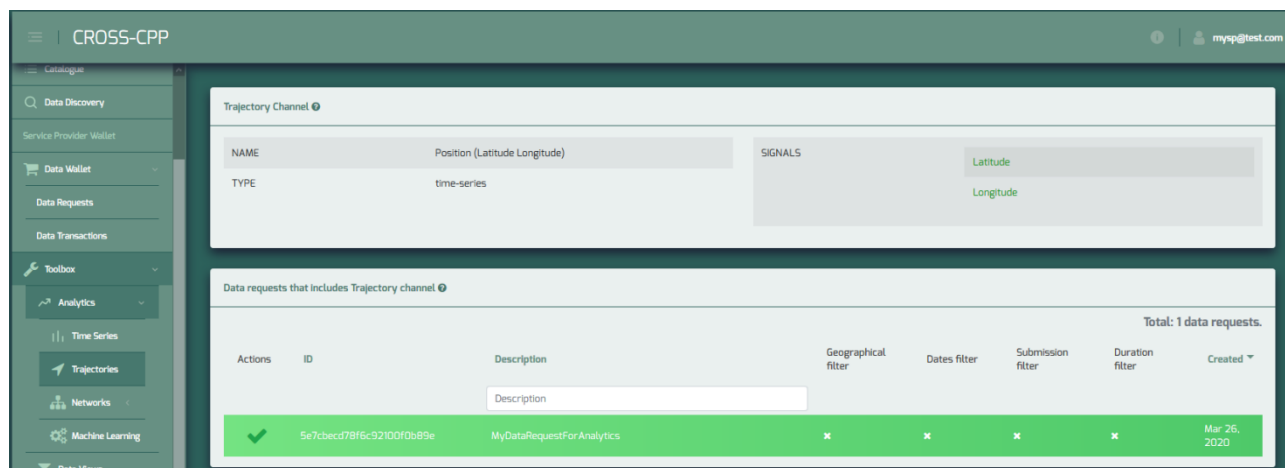 CROSS-CPP
mysp@test.com
Catalogue
Data Discovery
Service Provider Wallet
Data Wallet
Data Requests
Data Transactions
Toolbox
Analytics
Time Series
Trajectories
Networks
Machine Learning
Data Views
Trajectory Channel
NAME Position (Latitude Longitude)
TYPE time-series
SIGNALS
Latitude
Longitude
Data requests that includes Trajectory channel
Total: 1 data requests.
Actions ID Description Geographical filter Dates filter Submission filter Duration filter Created
Description
5e7cbecd78f6c92100f0b89e MyDataRequestForAnalytics Mar 26, 2020